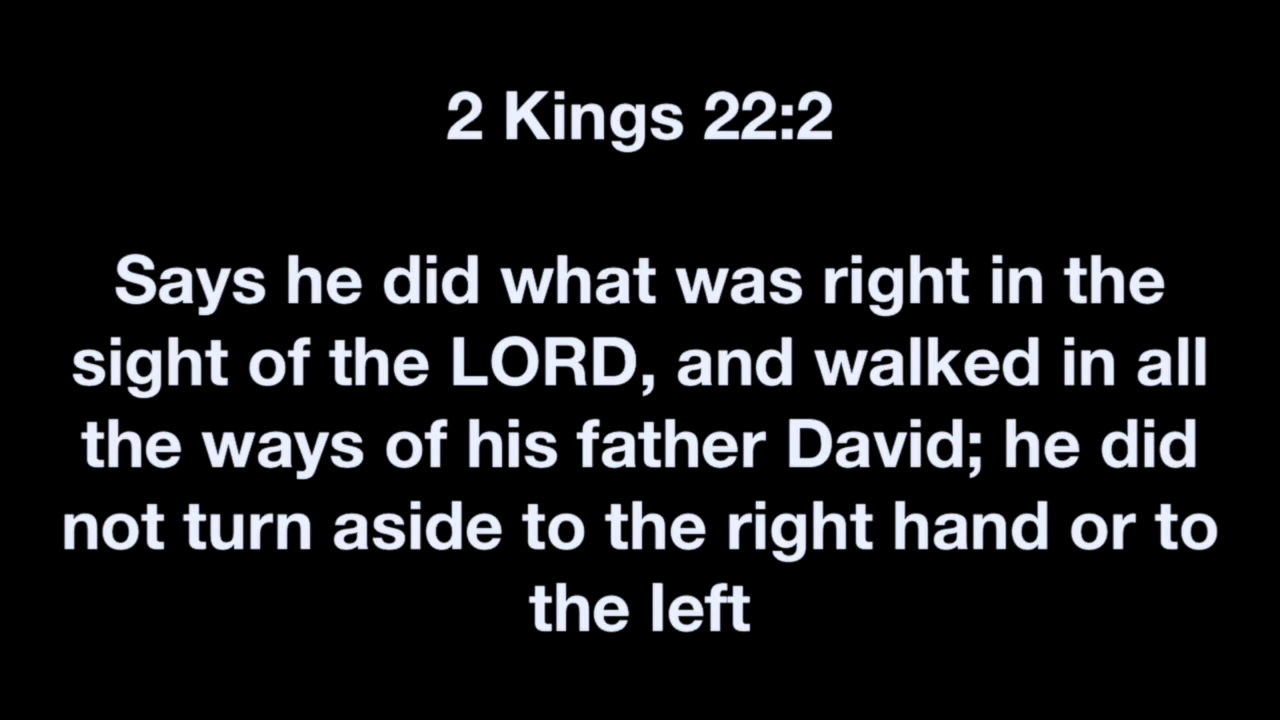 2 Kings 22:2
Says he did what was right in the
sight of the LORD, and walked in all
the ways of his father David; he did
not turn aside to the right hand or to
the left